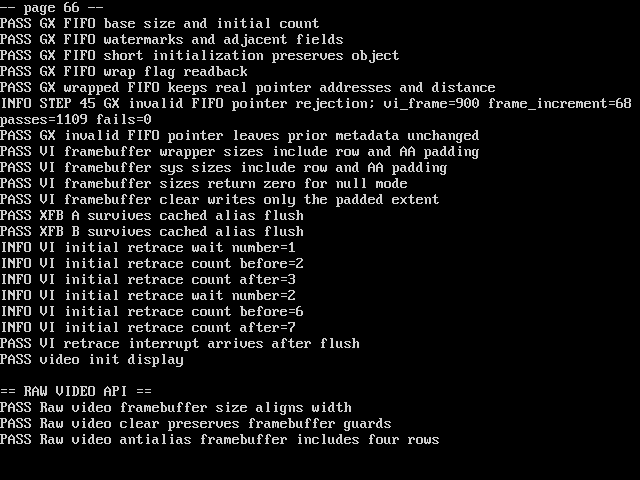 -- page 66 --
PASS GX FIFO base size and initial count
PASS GX FIFO watermarks and adjacent fields
PASS GX FIFO short initialization preserves object
PASS GX FIFO wrap flag readback
PASS GX wrapped FIFO keeps real pointer addresses and distance
INFO STEP 45 GX invalid FIFO pointer rejection; vi_frame=900 frame_increment=68
passes=1109 fails=0
PASS GX invalid FIFO pointer leaves prior metadata unchanged
PASS VI framebuffer wrapper sizes include row and AA padding
PASS VI framebuffer sys sizes include row and AA padding
PASS VI framebuffer sizes return zero for null mode
PASS VI framebuffer clear writes only the padded extent
PASS XFB A survives cached alias flush
PASS XFB B survives cached alias flush
INFO VI initial retrace wait number=1
INFO VI initial retrace count before=2
INFO VI initial retrace count after=3
INFO VI initial retrace wait number=2
INFO VI initial retrace count before=6
INFO VI initial retrace count after=7
PASS VI retrace interrupt arrives after flush
PASS video init display
== RAW VIDEO API ==
PASS Raw video framebuffer size aligns width
PASS Raw video clear preserves framebuffer guards
PASS Raw video antialias framebuffer includes four rows